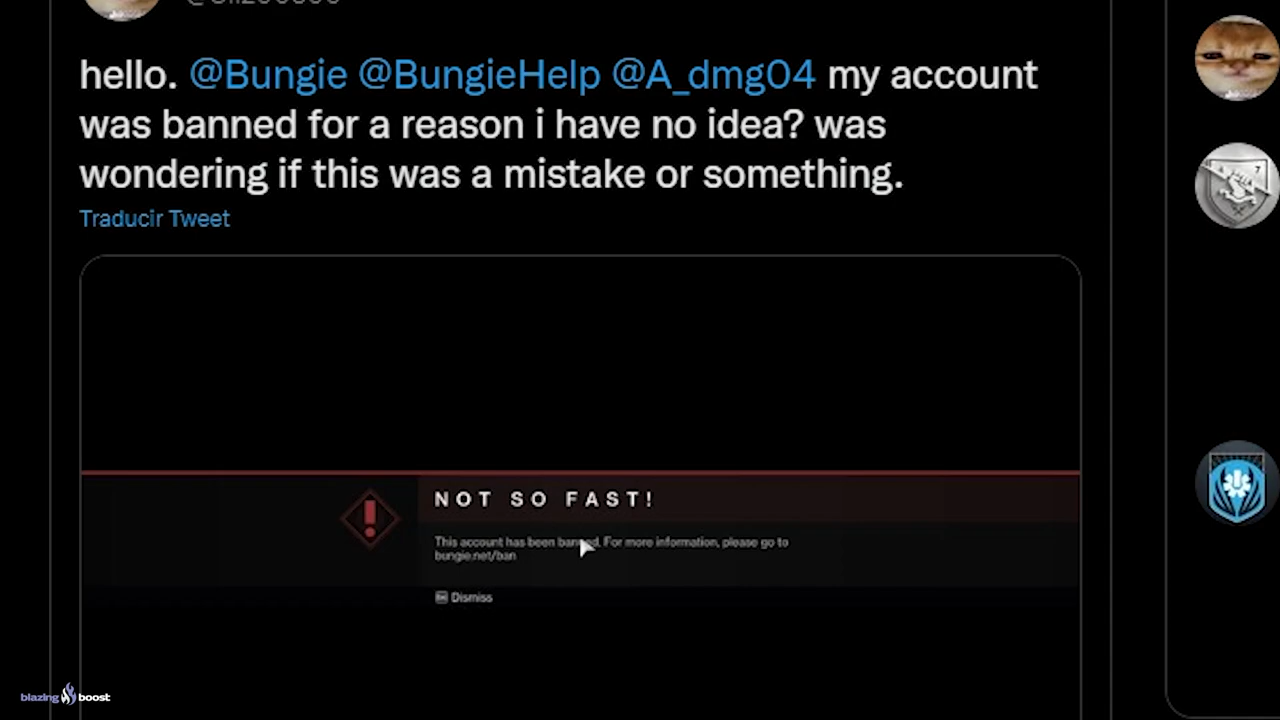 hello. @Bungie @BungieHelp @A_dmg04 my account
was banned for a reason i have no idea? was
wondering if this was a mistake or something.
Traducir Tweet
NOT SO FAST!
This account has been banned. For more information, please go to
bungie.net/ban
Dismiss
blazing boost